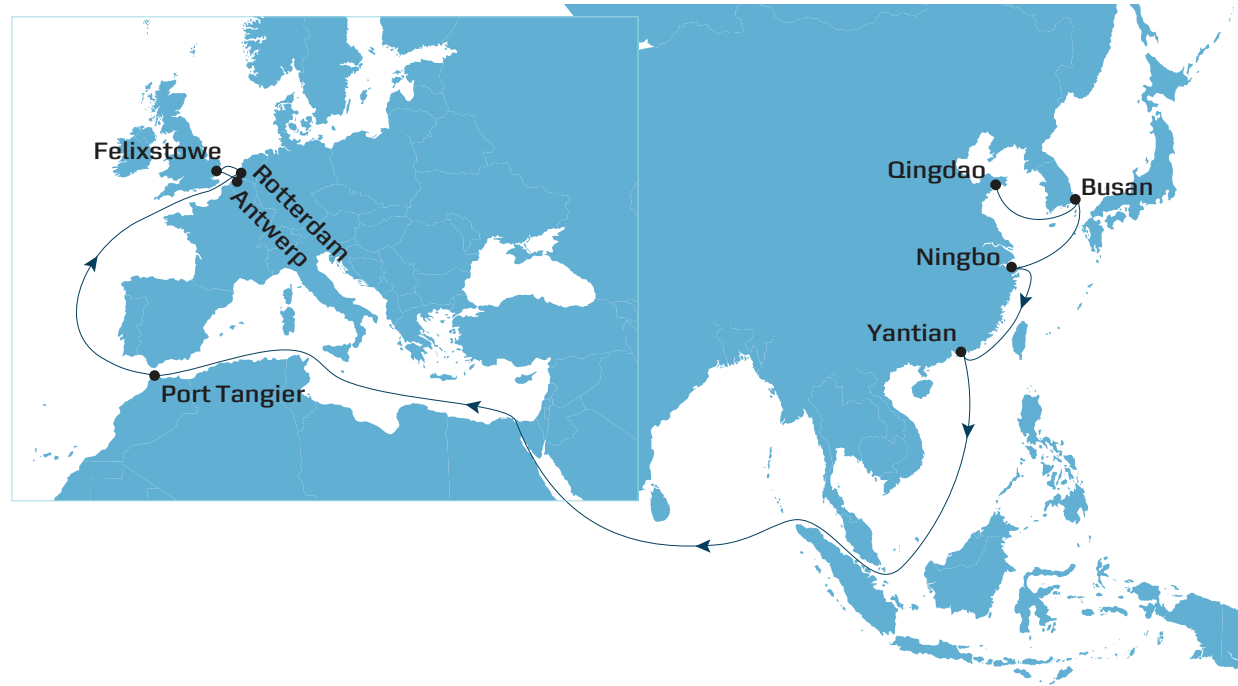 Felixstowe
Rotterdam
Antwerp
Port Tangier
Qingdao
Busan
Ningbo
Yantian